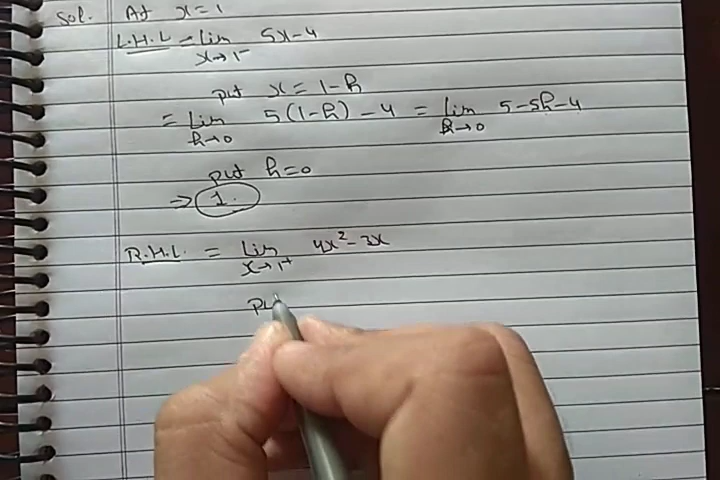 Sol. At x=1
L.H.L = lim x→1⁻ 5x-4
put x = 1-h
= lim h→0 5(1-h) -4 = lim h→0 5-5h-4
put h=0
⇒ 1.
R.H.L. = lim x→1⁺ 4x²-3x
pu